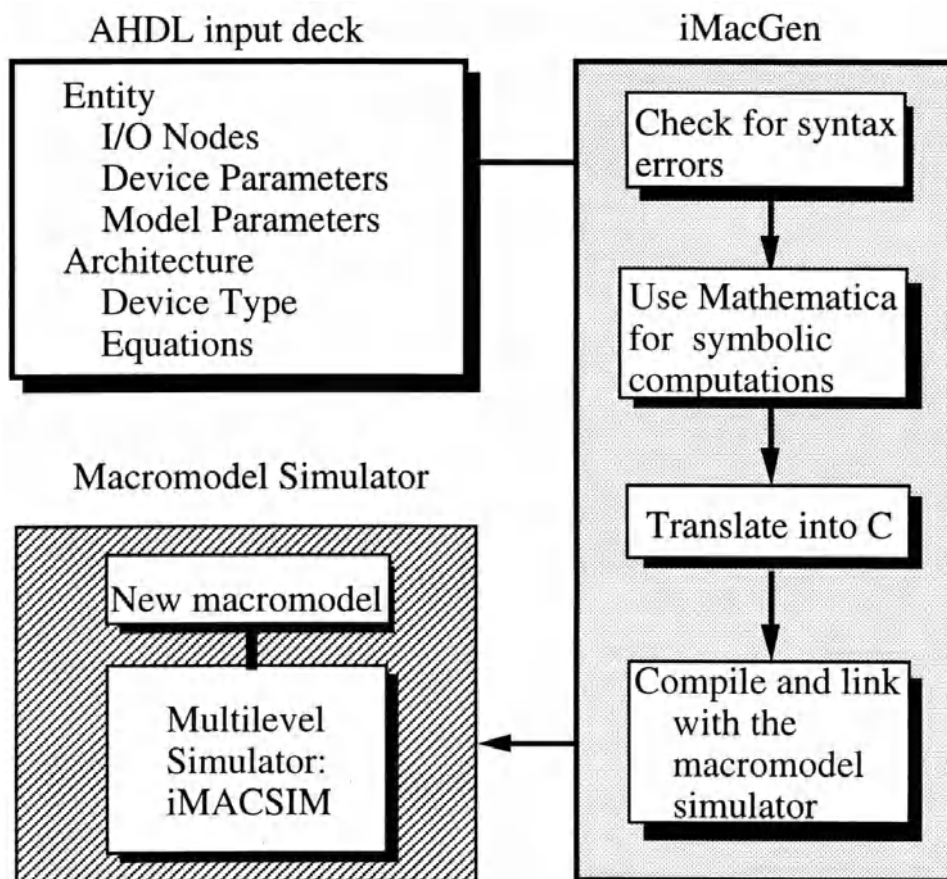 AHDL input deck
Entity
I/O Nodes
Device Parameters
Model Parameters
Architecture
Device Type
Equations
iMacGen
Check for syntax
errors
Use Mathematica
for symbolic
computations
Translate into C
Compile and link
with the
macromodel
simulator
Macromodel Simulator
New macromodel
Multilevel
Simulator:
iMACSIM